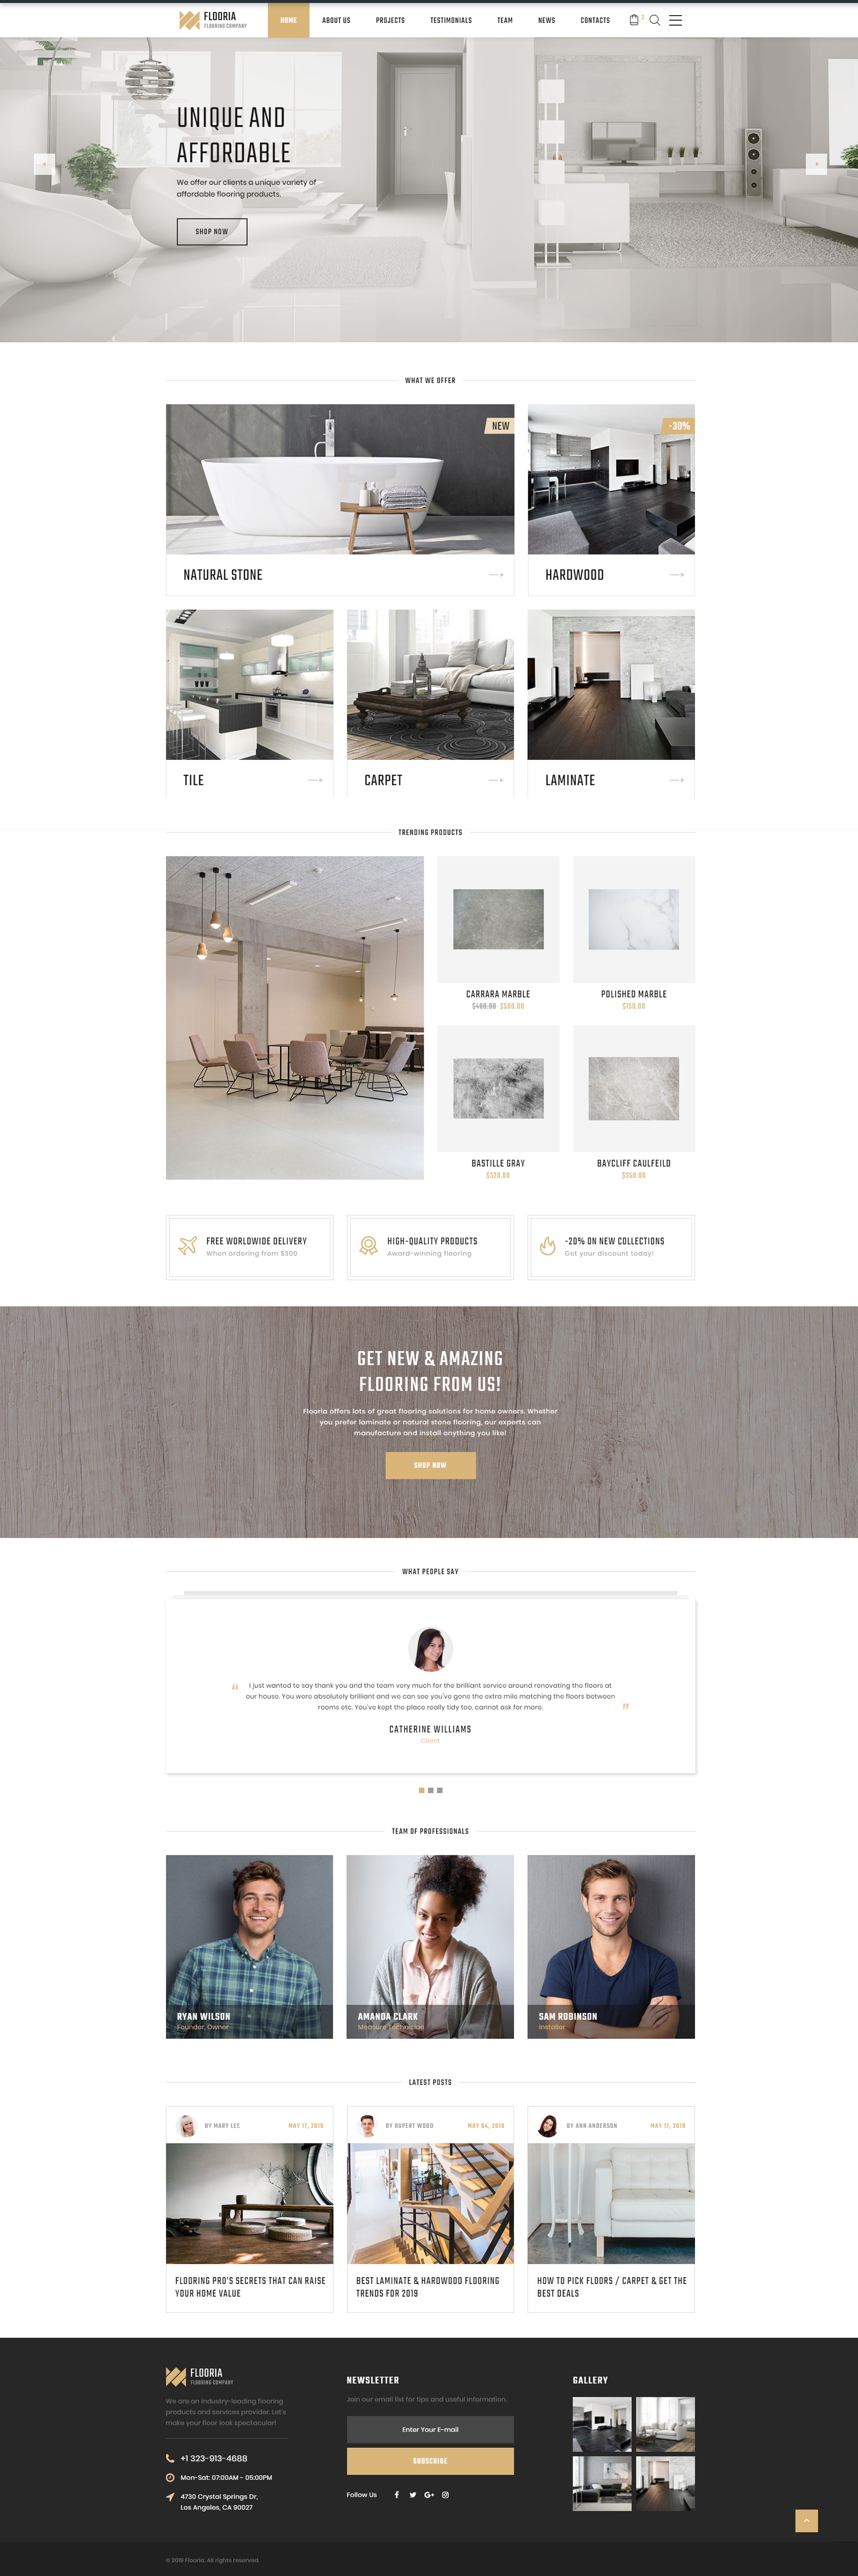 FLOORIA
FLOORING COMPANY
HOME
ABOUT US
PROJECTS
TESTIMONIALS
TEAM
NEWS
CONTACTS
2
UNIQUE AND
AFFORDABLE
We offer our clients a unique variety of
affordable flooring products.
SHOP NOW
WHAT WE OFFER
NEW
-30%
NATURAL STONE
HARDWOOD
TILE
CARPET
LAMINATE
TRENDING PRODUCTS
CARRARA MARBLE
POLISHED MARBLE
$150.00
BASTILLE GRAY
$520.00
BAYCLIFF CAULFEILD
$350.00
FREE WORLDWIDE DELIVERY
When ordering from $300
HIGH-QUALITY PRODUCTS
Award-winning flooring
-20% ON NEW COLLECTIONS
Get your discount today!
GET NEW & AMAZING
FLOORING FROM US!
Flooria offers lots of great flooring solutions for home owners. Whether
you prefer laminate or natural stone flooring, our experts can
manufacture and install anything you like!
SHOP NOW
WHAT PEOPLE SAY
“ I just wanted to say thank you and the team very much for the brilliant service around renovating the floors at
our house. You were absolutely brilliant and we can see you've gone the extra mile matching the floors between
rooms etc. You've kept the place really tidy too, cannot ask for more. ”
CATHERINE WILLIAMS
Client
TEAM OF PROFESSIONALS
RYAN WILSON
Founder, Owner
AMANDA CLARK
Measure Technician
SAM ROBINSON
Installer
LATEST POSTS
BY MARY LEE
MAY 17, 2019
BY RUPERT WOOD
MAY 04, 2019
BY ANN ANDERSON
MAY 17, 2019
FLOORING PRO'S SECRETS THAT CAN RAISE
YOUR HOME VALUE
BEST LAMINATE & HARDWOOD FLOORING
TRENDS FOR 2019
HOW TO PICK FLOORS / CARPET & GET THE
BEST DEALS
FLOORIA
FLOORING COMPANY
We are an industry-leading flooring
products and services provider. Let's
make your floor look spectacular!
+1 323-913-4688
Mon-Sat: 07:00AM - 05:00PM
4730 Crystal Springs Dr,
Los Angeles, CA 90027
NEWSLETTER
Join our email list for tips and useful information.
Enter Your E-mail
SUBSCRIBE
Follow Us
GALLERY
© 2019 Flooria. All rights reserved.